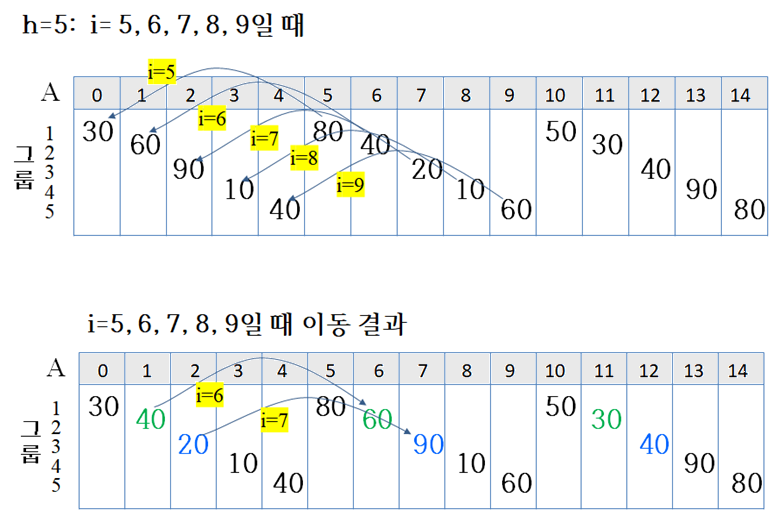 h=5: i= 5, 6, 7, 8, 9일 때
A 0 1 2 3 4 5 6 7 8 9 10 11 12 13 14
i=5
i=6
i=7
i=8
i=9
그룹
1 30 80 50
2 60 40 30
3 90 20 40
4 10 10 90
5 40 60 80
i=5, 6, 7, 8, 9일 때 이동 결과
A 0 1 2 3 4 5 6 7 8 9 10 11 12 13 14
i=6
i=7
그룹
1 30 80 50
2 40 60 30
3 20 90 40
4 10 10 90
5 40 60 80